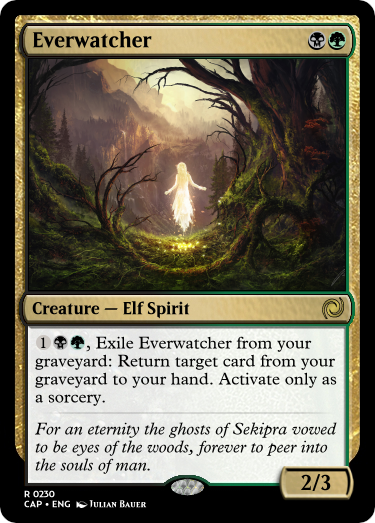 Everwatcher
Creature — Elf Spirit
1, Exile Everwatcher from your
graveyard: Return target card from your
graveyard to your hand. Activate only as
a sorcery.
For an eternity the ghosts of Sekipra vowed
to be eyes of the woods, forever to peer into
the souls of man.
2/3
R 0230
CAP • ENG Julian Bauer